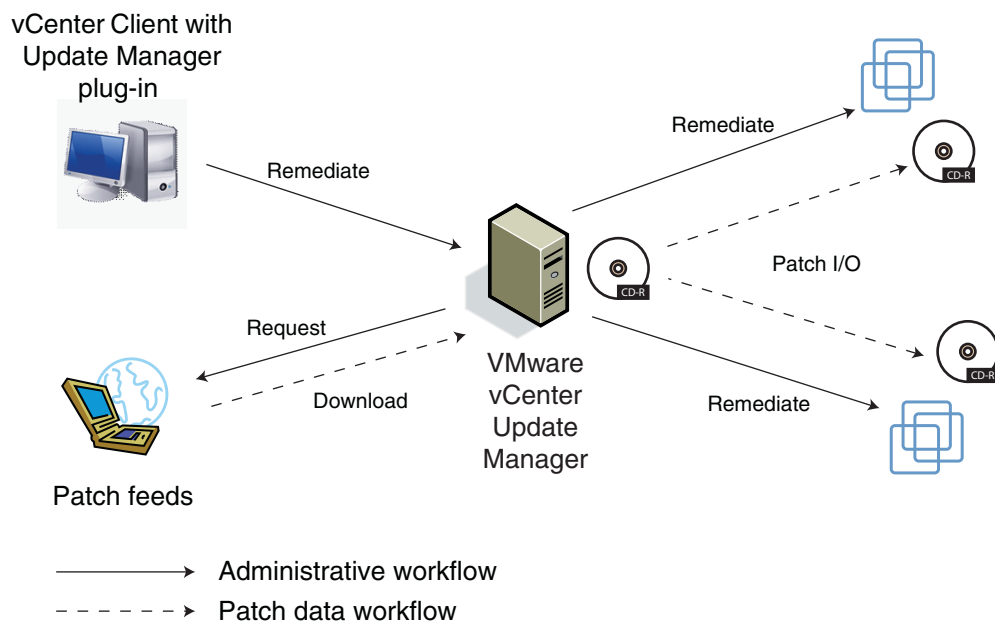 vCenter Client with
Update Manager
plug-in
Remediate
Remediate
CD-R
Patch I/O
CD-R
Request
Download
VMware
vCenter
Update
Manager
CD-R
Remediate
Patch feeds
Administrative workflow
Patch data workflow